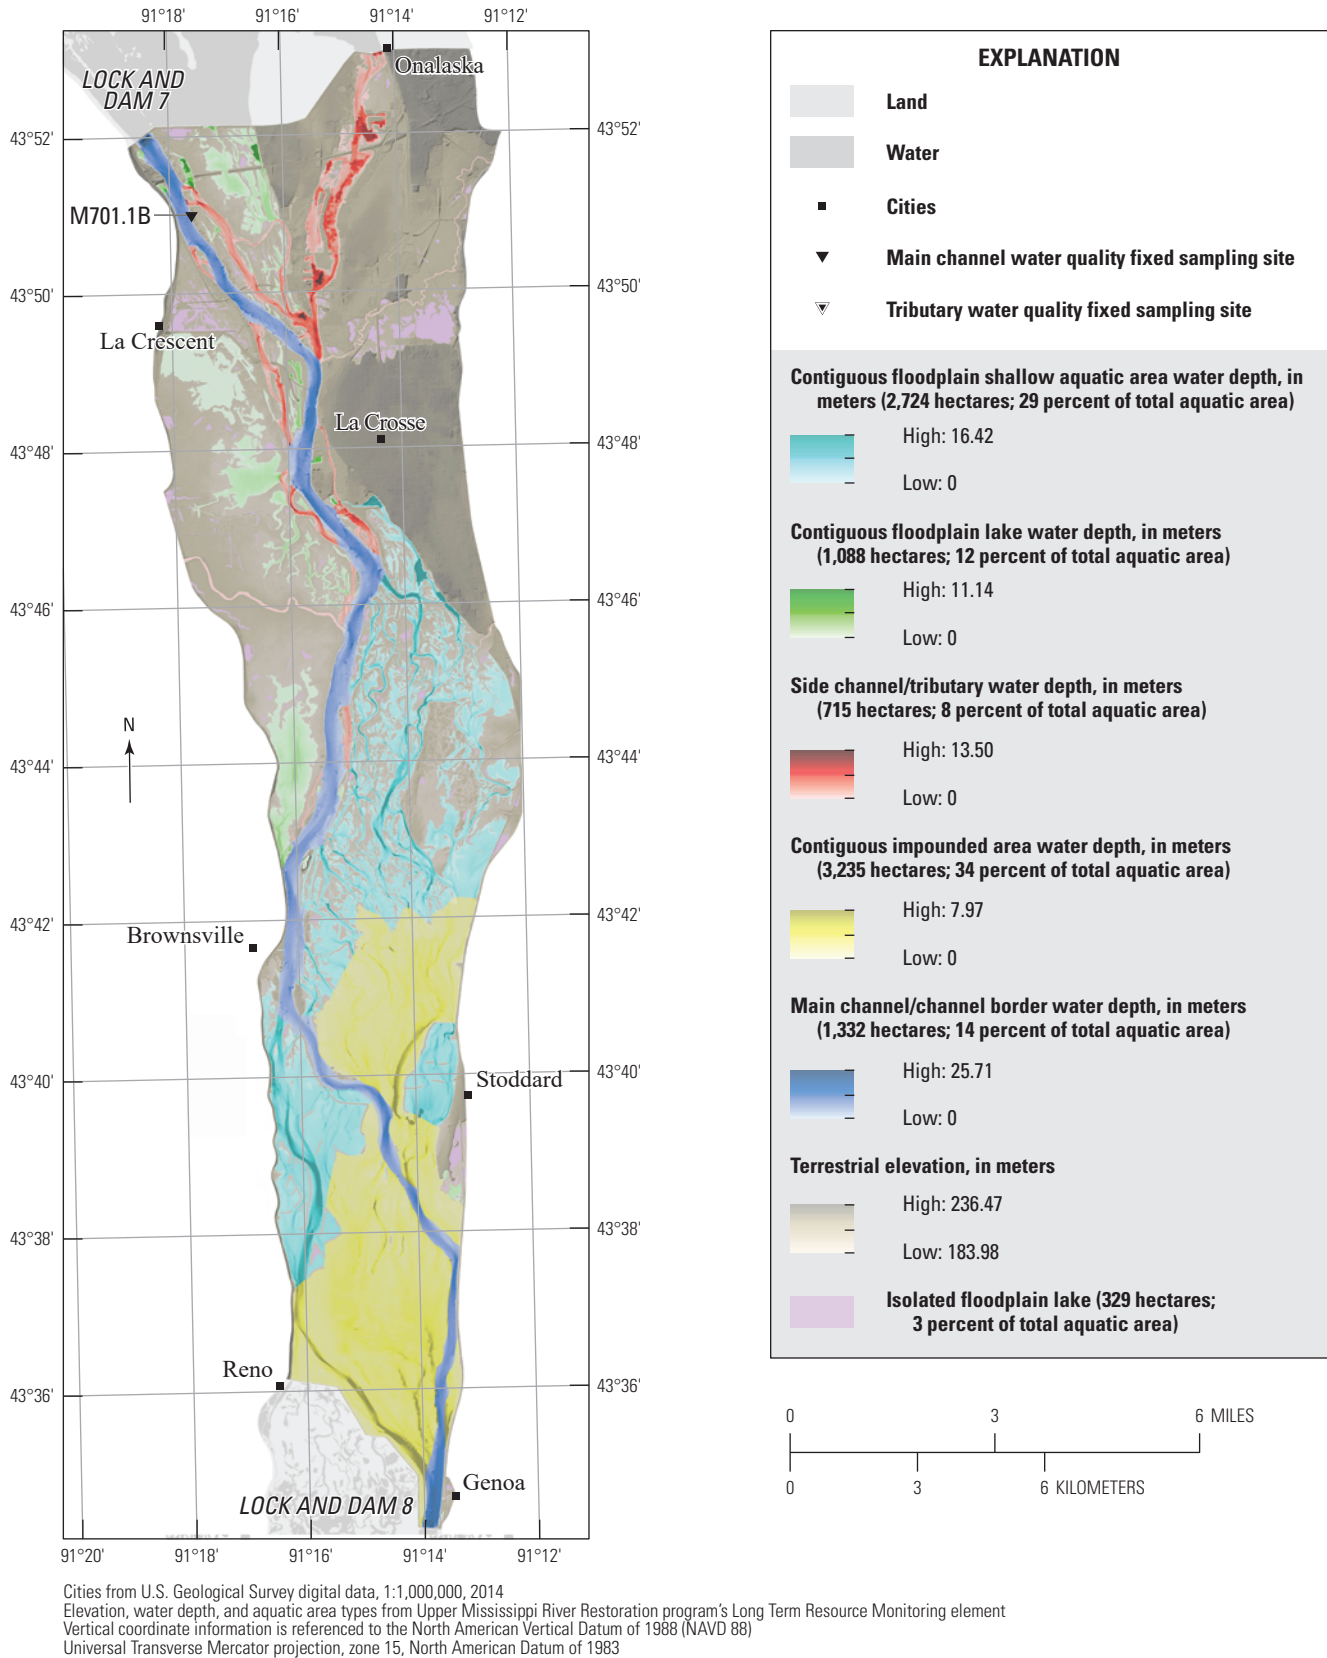 91°18'
91°16'
91°14'
91°12'
LOCK AND
DAM 7
Onalaska
43°52'
43°52'
M701.1B
43°50'
43°50'
La Crescent
La Crosse
43°48'
43°48'
43°46'
43°46'
N
43°44'
43°44'
43°42'
43°42'
Brownsville
43°40'
43°40'
Stoddard
43°38'
43°38'
Reno
43°36'
43°36'
Genoa
LOCK AND DAM 8
91°20'
91°18'
91°16'
91°14'
91°12'
EXPLANATION
Land
Water
Cities
Main channel water quality fixed sampling site
Tributary water quality fixed sampling site
Contiguous floodplain shallow aquatic area water depth, in
meters (2,724 hectares; 29 percent of total aquatic area)
High: 16.42
Low: 0
Contiguous floodplain lake water depth, in meters
(1,088 hectares; 12 percent of total aquatic area)
High: 11.14
Low: 0
Side channel/tributary water depth, in meters
(715 hectares; 8 percent of total aquatic area)
High: 13.50
Low: 0
Contiguous impounded area water depth, in meters
(3,235 hectares; 34 percent of total aquatic area)
High: 7.97
Low: 0
Main channel/channel border water depth, in meters
(1,332 hectares; 14 percent of total aquatic area)
High: 25.71
Low: 0
Terrestrial elevation, in meters
High: 236.47
Low: 183.98
Isolated floodplain lake (329 hectares;
3 percent of total aquatic area)
0 3 6 MILES
0 3 6 KILOMETERS
Cities from U.S. Geological Survey digital data, 1:1,000,000, 2014
Elevation, water depth, and aquatic area types from Upper Mississippi River Restoration program's Long Term Resource Monitoring element
Vertical coordinate information is referenced to the North American Vertical Datum of 1988 (NAVD 88)
Universal Transverse Mercator projection, zone 15, North American Datum of 1983